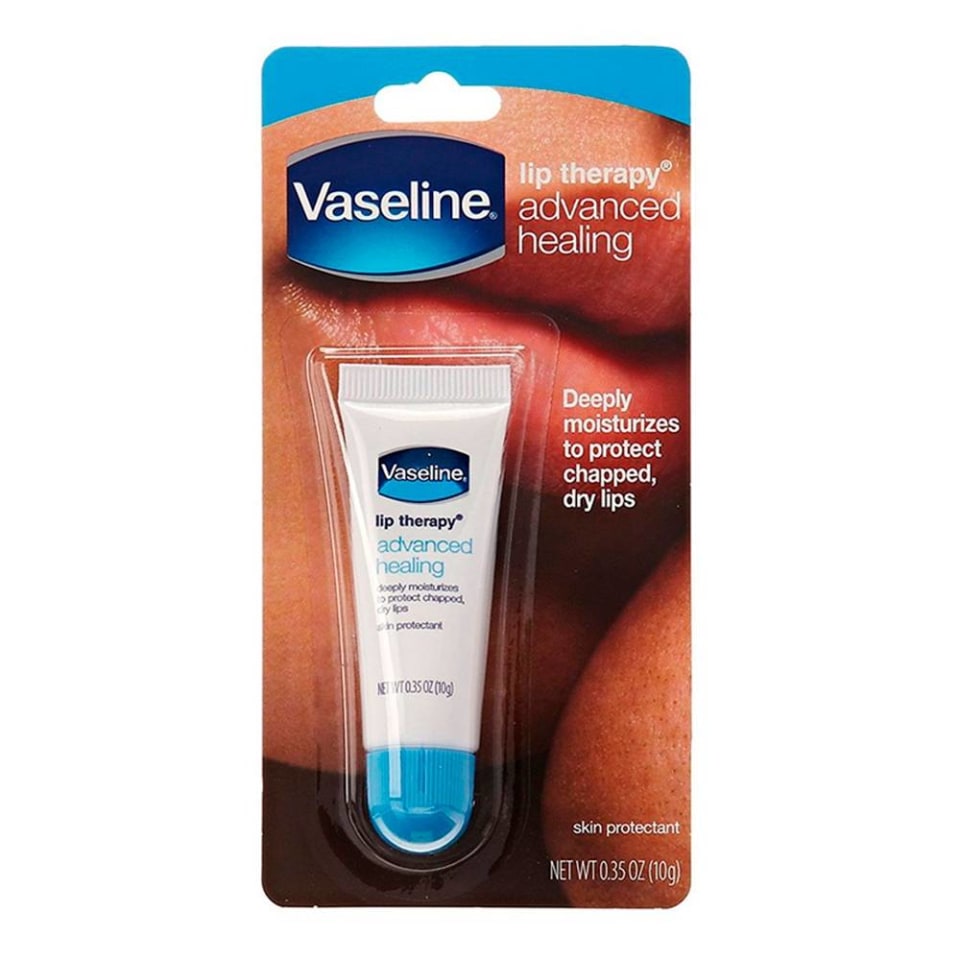 Vaseline®
lip therapy®
advanced
healing
Deeply
moisturizes
to protect
chapped,
dry lips
Vaseline®
lip therapy®
advanced
healing
deeply moisturizes
to protect chapped,
dry lips
skin protectant
NET WT 0.35 OZ (10g)
skin protectant
NET WT 0.35 OZ (10g)